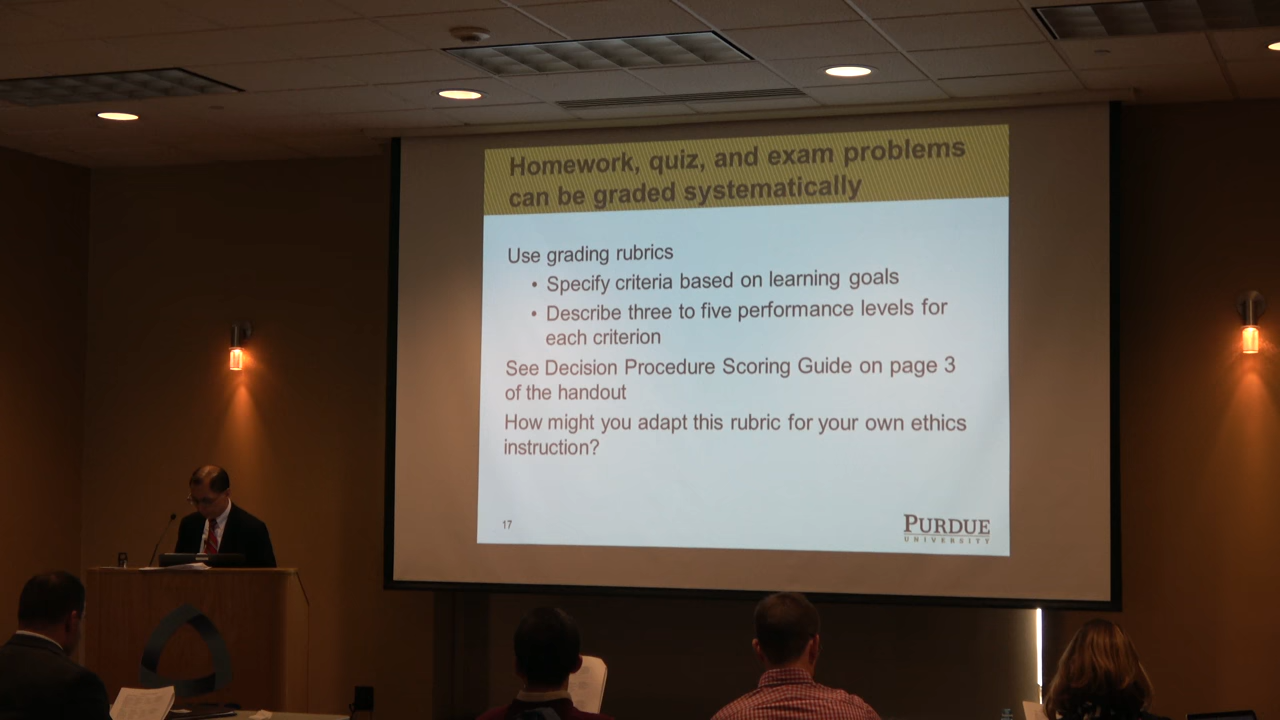 Homework, quiz, and exam problems
can be graded systematically
Use grading rubrics
• Specify criteria based on learning goals
• Describe three to five performance levels for
each criterion
See Decision Procedure Scoring Guide on page 3
of the handout
How might you adapt this rubric for your own ethics
instruction?
17
PURDUE
UNIVERSITY